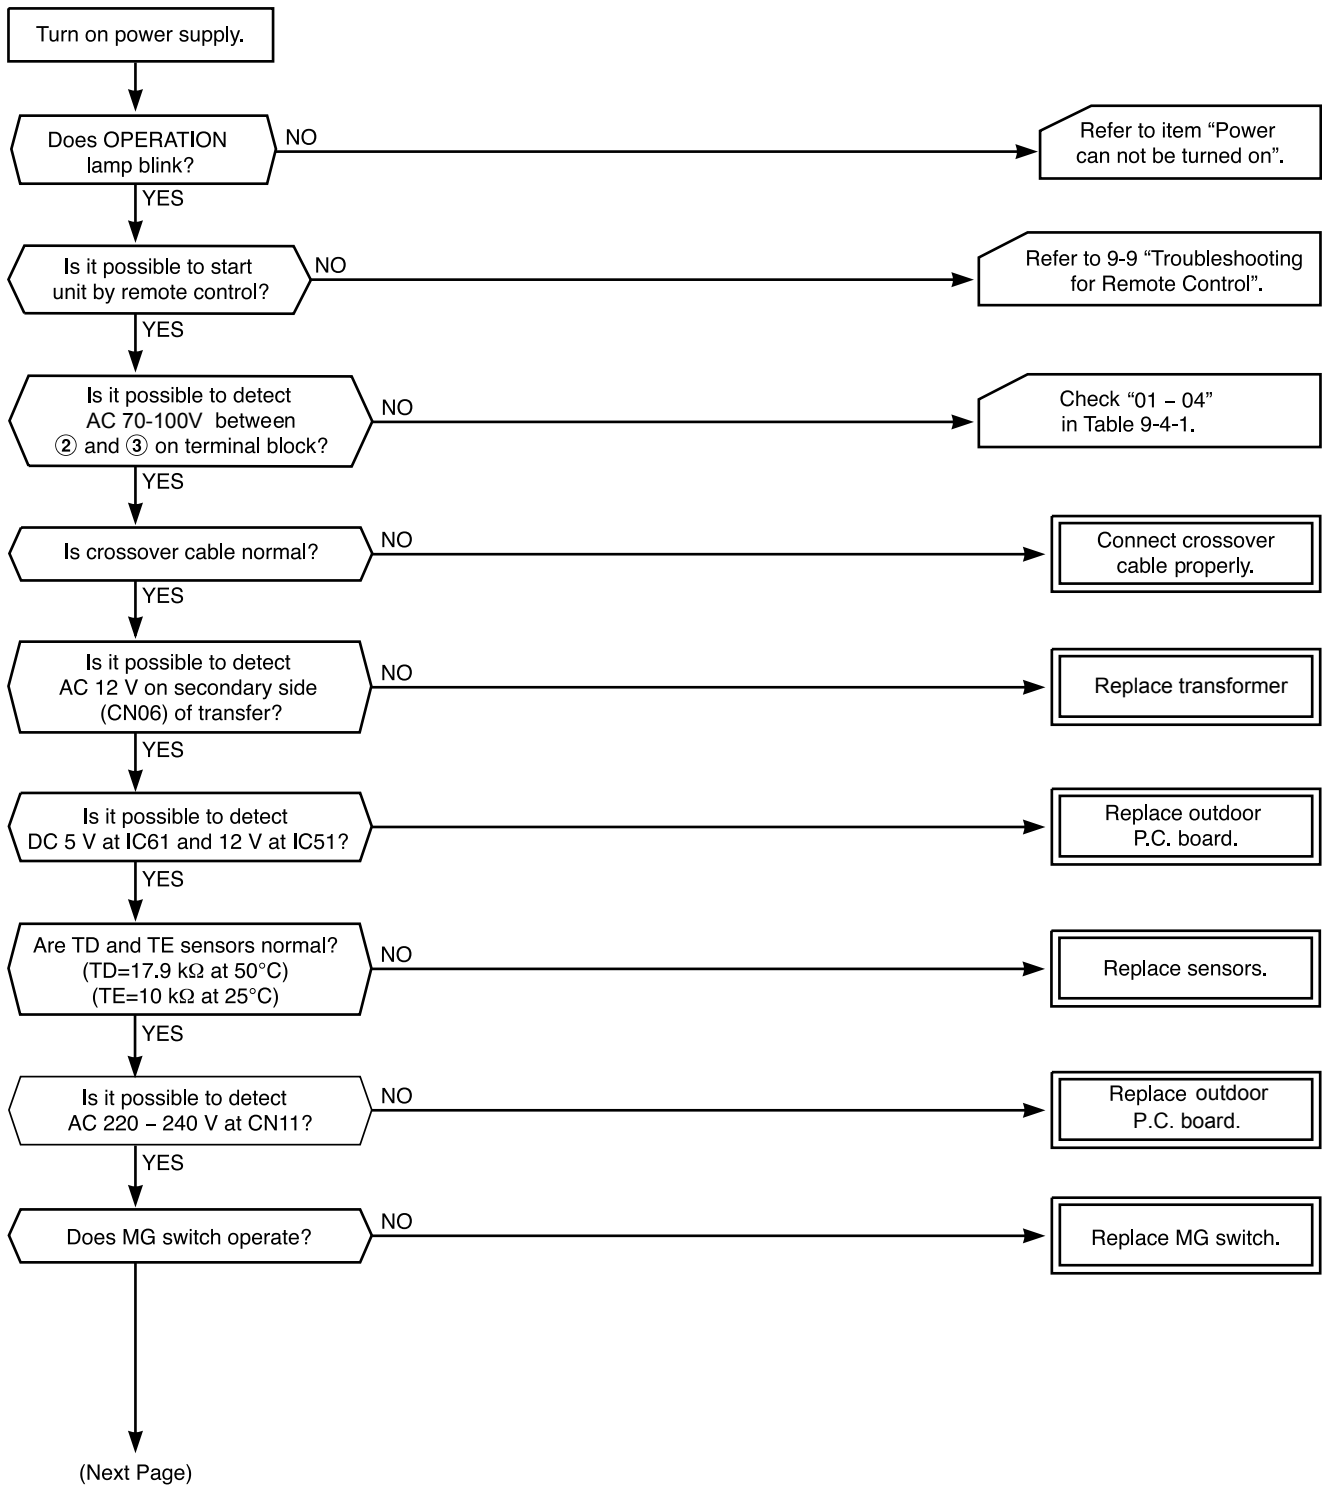 Turn on power supply.
Does OPERATION
lamp blink?
NO
Refer to item “Power
can not be turned on”.
YES
Is it possible to start
unit by remote control?
NO
Refer to 9-9 “Troubleshooting
for Remote Control”.
YES
Is it possible to detect
AC 70-100V between
② and ③ on terminal block?
NO
Check “01 – 04”
in Table 9-4-1.
YES
Is crossover cable normal?
NO
Connect crossover
cable properly.
YES
Is it possible to detect
AC 12 V on secondary side
(CN06) of transfer?
NO
Replace transformer
YES
Is it possible to detect
DC 5 V at IC61 and 12 V at IC51?
Replace outdoor
P.C. board.
YES
Are TD and TE sensors normal?
(TD=17.9 kΩ at 50°C)
(TE=10 kΩ at 25°C)
NO
Replace sensors.
YES
Is it possible to detect
AC 220 – 240 V at CN11?
NO
Replace outdoor
P.C. board.
YES
Does MG switch operate?
NO
Replace MG switch.
(Next Page)